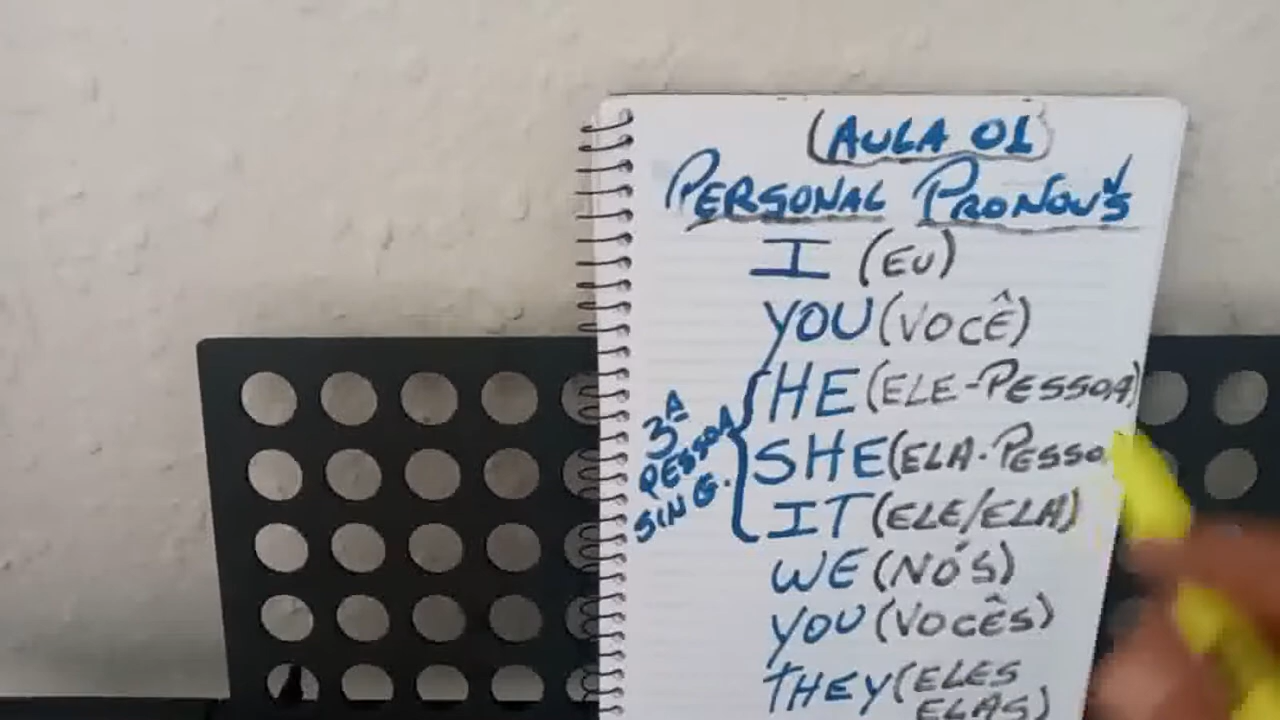 (AULA 01)
PERSONAL PRONOUNS
I (EU)
YOU (VOCÊ)
HE (ELE-PESSOA)
SHE (ELA-PESSO
IT (ELE/ELA)
3ª
PESSOA
SING.
WE (NÓS)
YOU (VOCÊS)
THEY (ELES
ELAS)